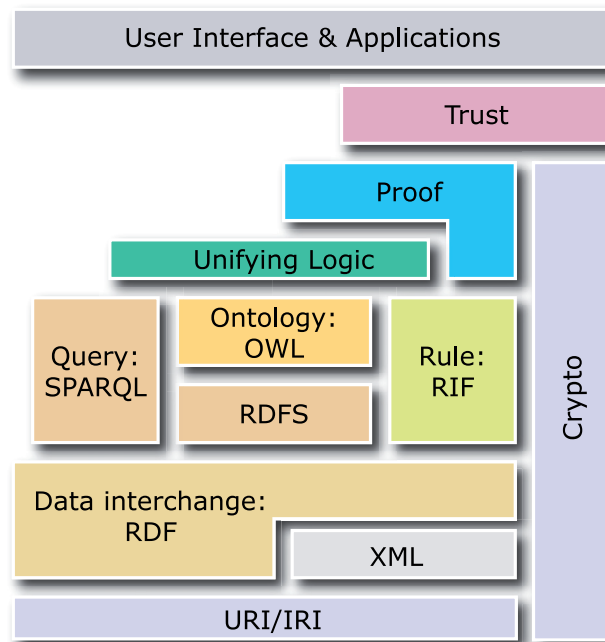 User Interface & Applications
Trust
Proof
Unifying Logic
Query:
SPARQL
Ontology:
OWL
RDFS
Rule:
RIF
Crypto
Data interchange:
RDF
XML
URI/IRI